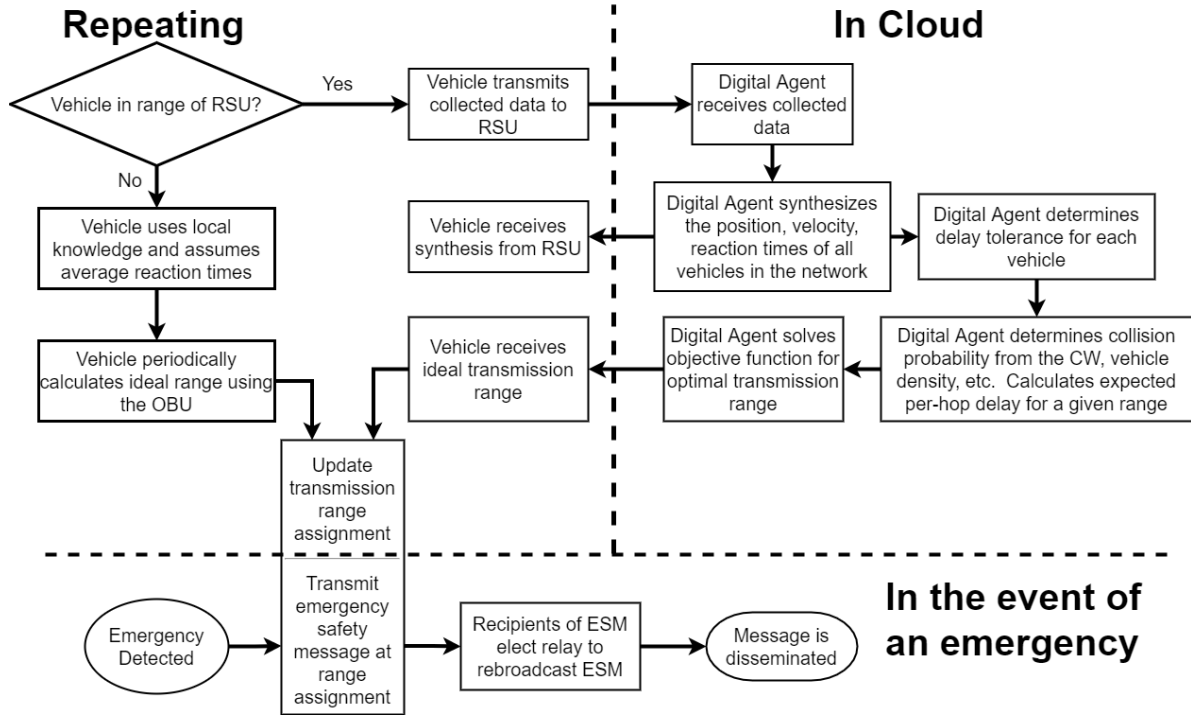 Repeating
In Cloud
Vehicle in range of RSU?
Yes
No
Vehicle transmits
collected data to
RSU
Digital Agent
receives collected
data
Vehicle uses local
knowledge and assumes
average reaction times
Vehicle receives
synthesis from RSU
Digital Agent synthesizes
the position, velocity,
reaction times of all
vehicles in the network
Digital Agent determines
delay tolerance for each
vehicle
Vehicle periodically
calculates ideal range using
the OBU
Vehicle receives
ideal transmission
range
Digital Agent solves
objective function for
optimal transmission
range
Digital Agent determines collision
probability from the CW, vehicle
density, etc. Calculates expected
per-hop delay for a given range
Update
transmission
range
assignment
In the event of
an emergency
Emergency
Detected
Transmit
emergency
safety
message at
range
assignment
Recipients of ESM
elect relay to
rebroadcast ESM
Message is
disseminated